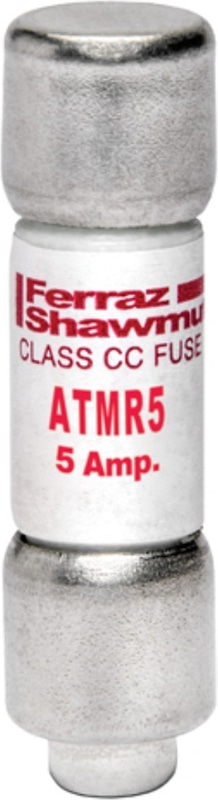 Ferraz
Shawmu
CLASS CC FUSE
ATMR5
5 Amp.